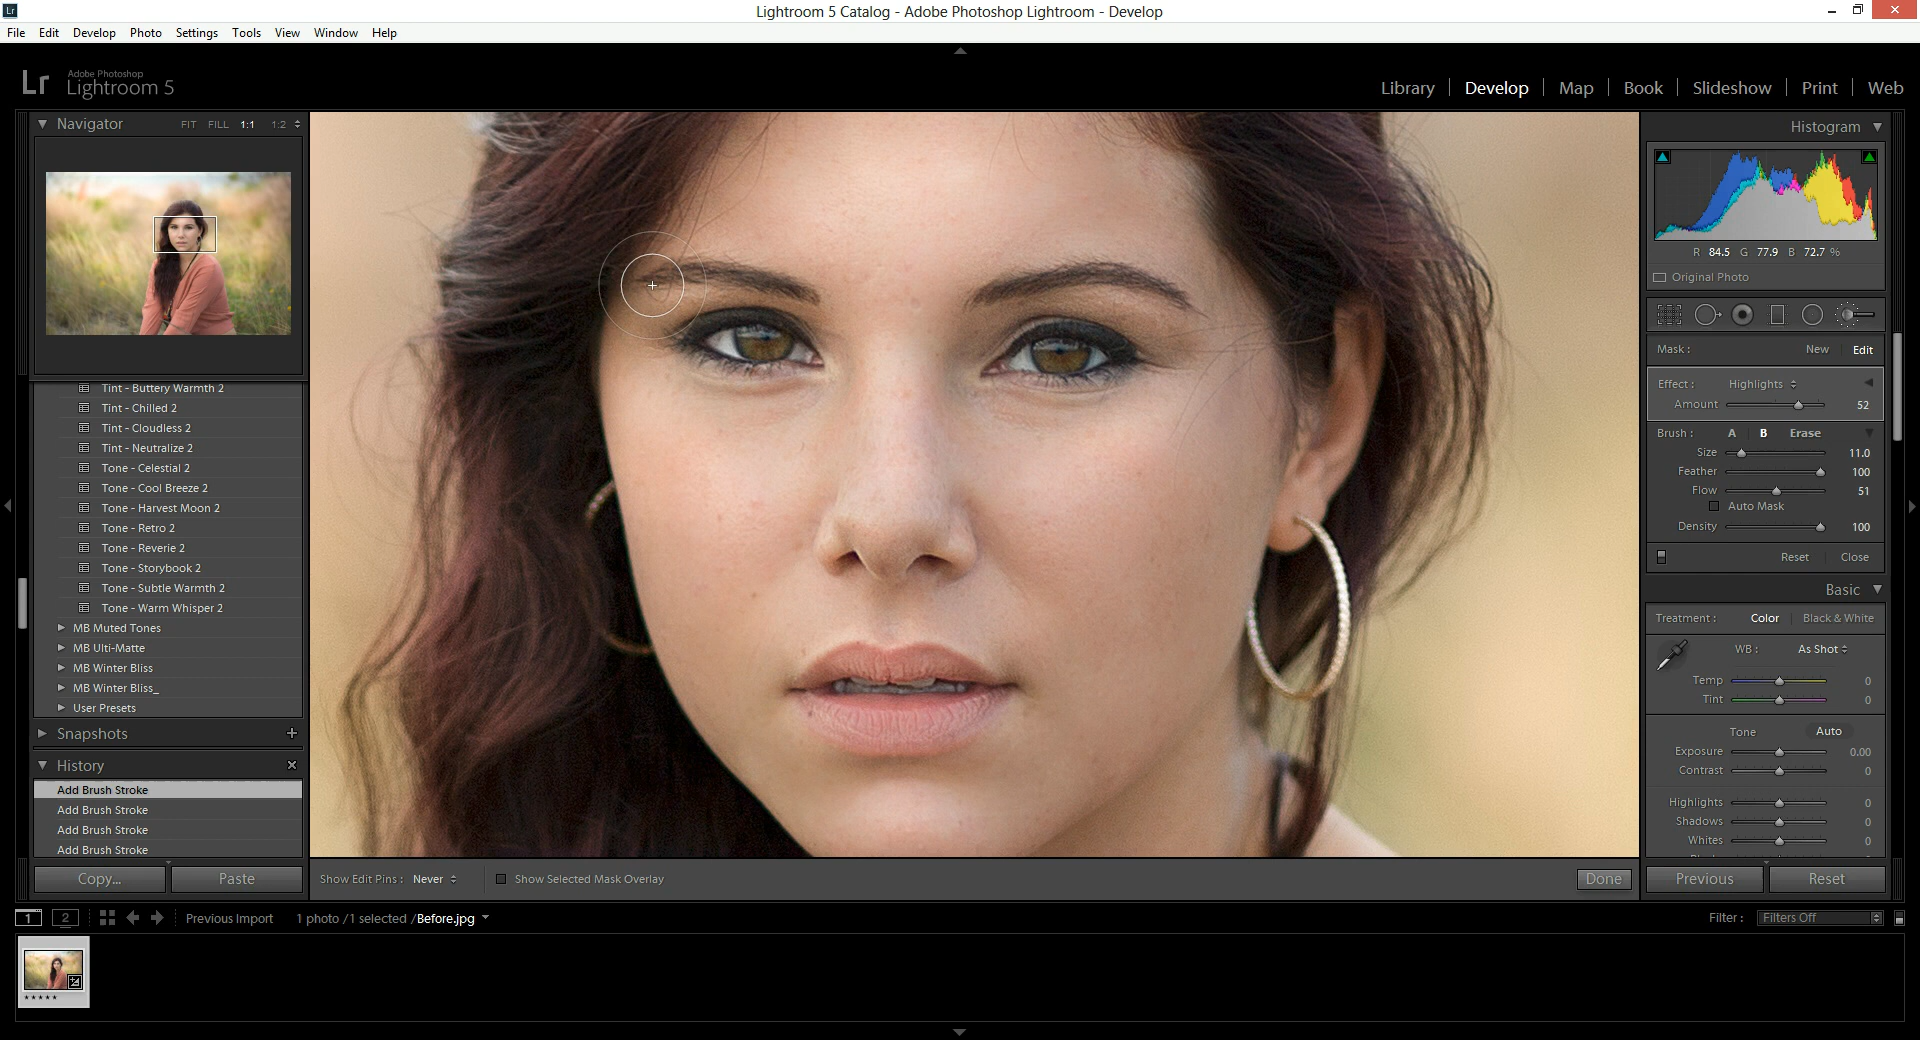 Lr
Lightroom 5 Catalog - Adobe Photoshop Lightroom - Develop
File Edit Develop Photo Settings Tools View Window Help
Lr Adobe Photoshop
Lightroom 5
Library Develop Map Book Slideshow Print Web
Navigator FIT FILL 1:1 1:2
Tint - Buttery Warmth 2
Tint - Chilled 2
Tint - Cloudless 2
Tint - Neutralize 2
Tone - Celestial 2
Tone - Cool Breeze 2
Tone - Harvest Moon 2
Tone - Retro 2
Tone - Reverie 2
Tone - Storybook 2
Tone - Subtle Warmth 2
Tone - Warm Whisper 2
MB Muted Tones
MB Ulti-Matte
MB Winter Bliss
MB Winter Bliss_
User Presets
Snapshots
History
Add Brush Stroke
Add Brush Stroke
Add Brush Stroke
Add Brush Stroke
Copy... Paste
Show Edit Pins : Never Show Selected Mask Overlay Done
Histogram
R 84.5 G 77.9 B 72.7 %
Original Photo
Mask : New Edit
Effect : Highlights
Amount 52
Brush : A B Erase
Size 11.0
Feather 100
Flow 51
Auto Mask
Density 100
Reset Close
Basic
Treatment : Color Black & White
WB : As Shot
Temp 0
Tint 0
Tone Auto
Exposure 0.00
Contrast 0
Highlights 0
Shadows 0
Whites 0
Previous Reset
1 2 Previous Import 1 photo /1 selected /Before.jpg
Filter : Filters Off